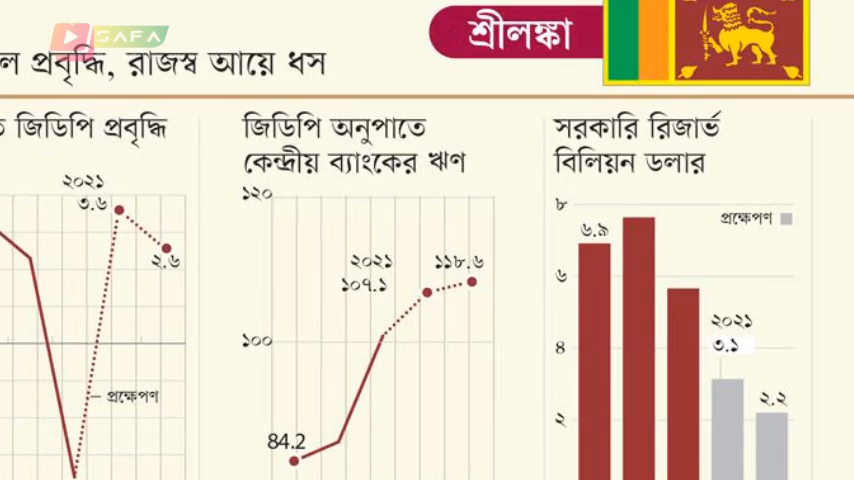 SAFA
শ্রীলঙ্কা
ল প্রবৃদ্ধি, রাজস্ব আয়ে ধস
জিডিপি প্রবৃদ্ধি
২০২১
৩.৬
২.৬
প্রক্ষেপণ
জিডিপি অনুপাতে
কেন্দ্রীয় ব্যাংকের ঋণ
১২০
২০২১
১০৭.১
১১৮.৬
১০০
84.2
সরকারি রিজার্ভ
বিলিয়ন ডলার
৮
প্রক্ষেপণ
৬.৯
৬
২০২১
৩.১
৪
২.২
২